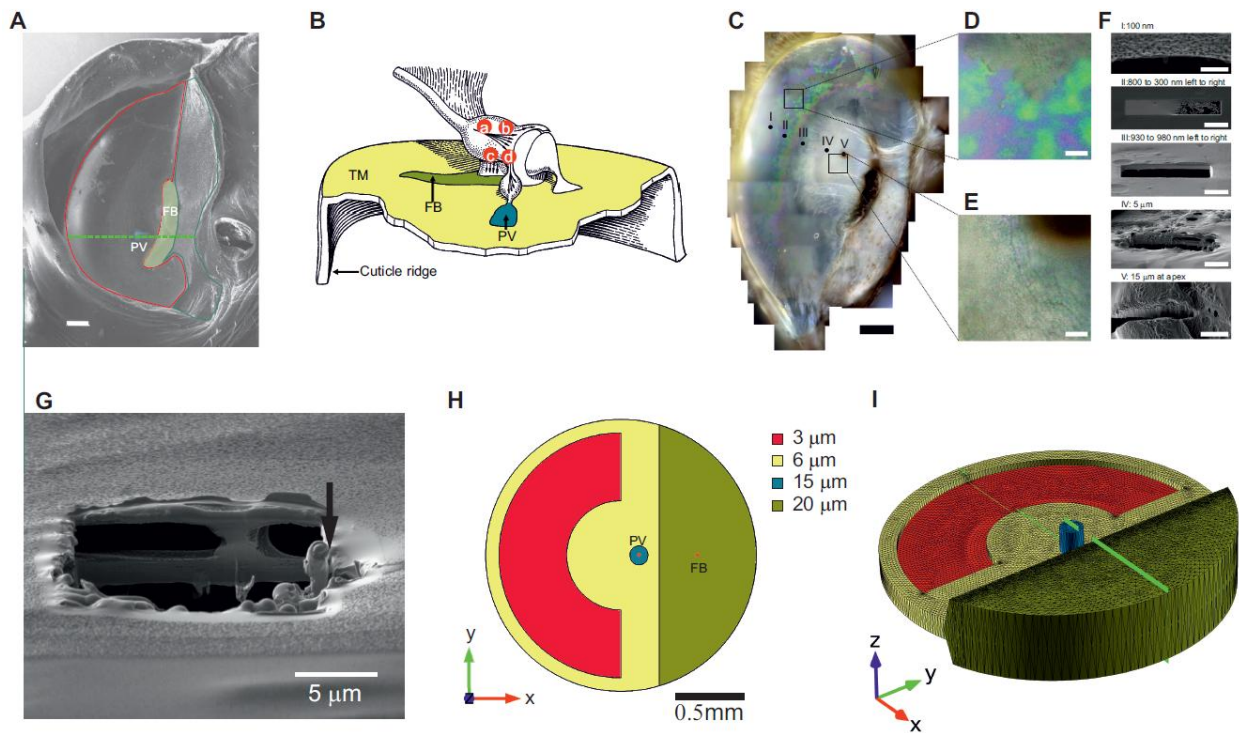 A
FB
PV
B
a
b
c
d
TM
FB
PV
Cuticle ridge
C
I
II
III
IV
V
D
E
F
I:100 nm
II:800 to 300 nm left to right
III:930 to 980 nm left to right
IV: 5 μm
V: 15 μm at apex
G
5 μm
H
PV
FB
3 μm
6 μm
15 μm
20 μm
y
x
0.5mm
I
z
y
x